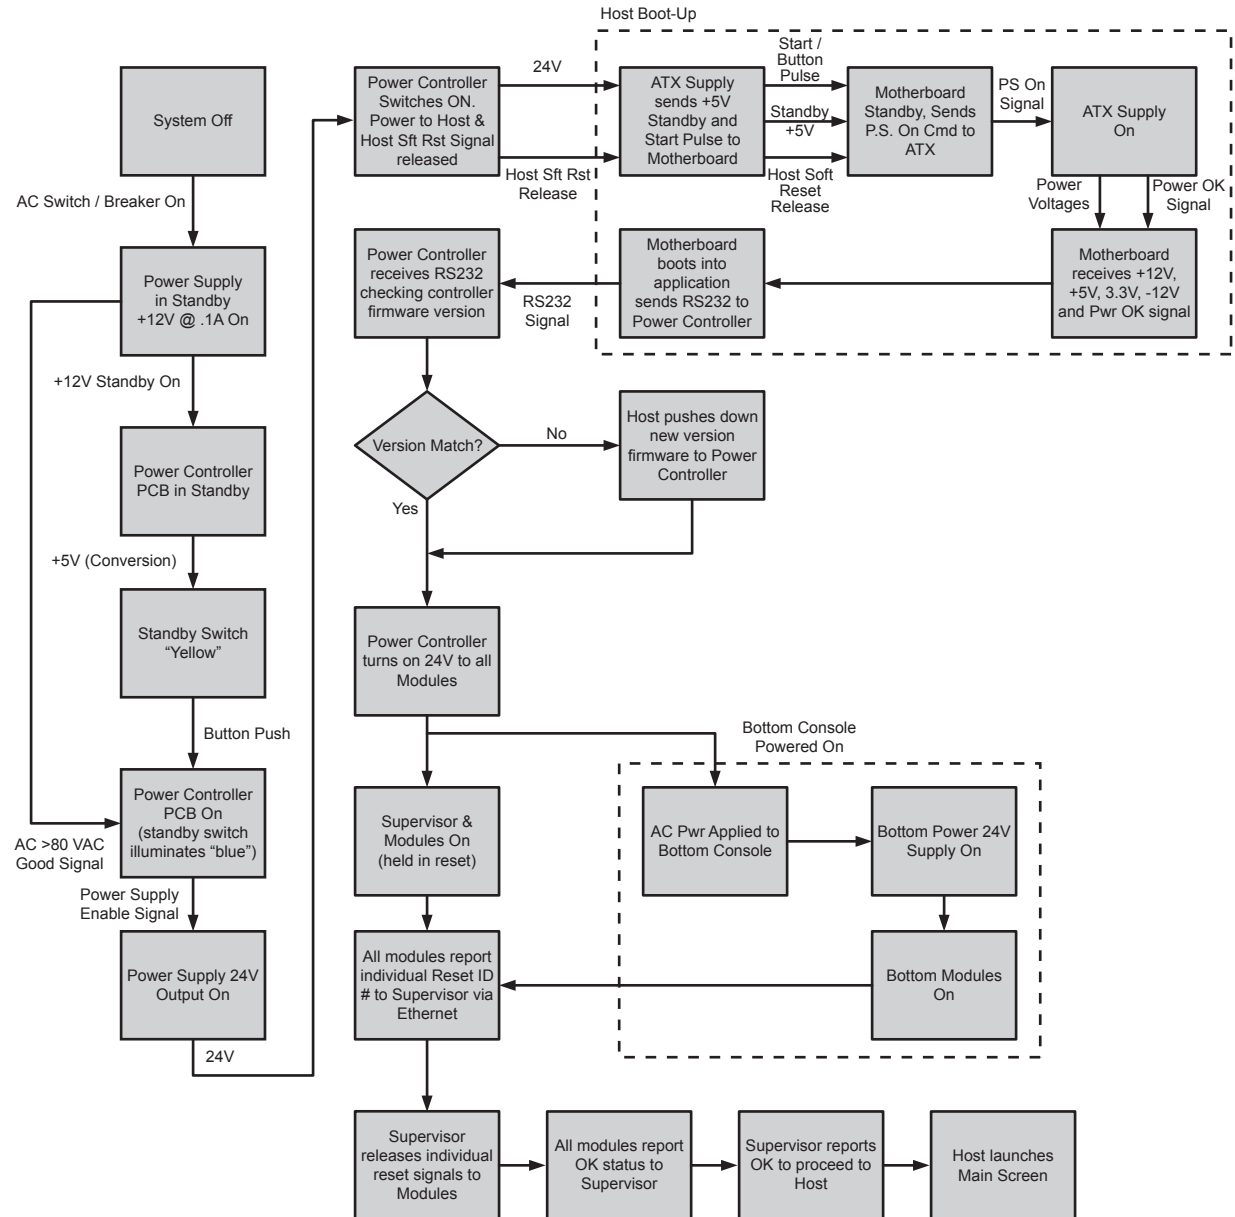 Host Boot-Up
System Off
AC Switch / Breaker On
Power Supply
in Standby
+12V @ .1A On
+12V Standby On
Power Controller
PCB in Standby
+5V (Conversion)
Standby Switch
“Yellow”
Button Push
Power Controller
PCB On
(standby switch
illuminates “blue”)
AC >80 VAC
Good Signal
Power Supply
Enable Signal
Power Supply 24V
Output On
24V
Power Controller
Switches ON.
Power to Host &
Host Sft Rst Signal
released
24V
Host Sft Rst
Release
ATX Supply
sends +5V
Standby and
Start Pulse to
Motherboard
Start /
Button
Pulse
Standby
+5V
Host Soft
Reset
Release
Motherboard
Standby, Sends
P.S. On Cmd to
ATX
PS On
Signal
ATX Supply
On
Power
Voltages
Power OK
Signal
Motherboard
receives +12V,
+5V, 3.3V, -12V
and Pwr OK signal
Motherboard
boots into
application
sends RS232 to
Power Controller
RS232
Signal
Power Controller
receives RS232
checking controller
firmware version
Version Match?
No
Host pushes down
new version
firmware to Power
Controller
Yes
Power Controller
turns on 24V to all
Modules
Bottom Console
Powered On
Supervisor &
Modules On
(held in reset)
AC Pwr Applied to
Bottom Console
Bottom Power 24V
Supply On
Bottom Modules
On
All modules report
individual Reset ID
# to Supervisor via
Ethernet
Supervisor
releases individual
reset signals to
Modules
All modules report
OK status to
Supervisor
Supervisor reports
OK to proceed to
Host
Host launches
Main Screen